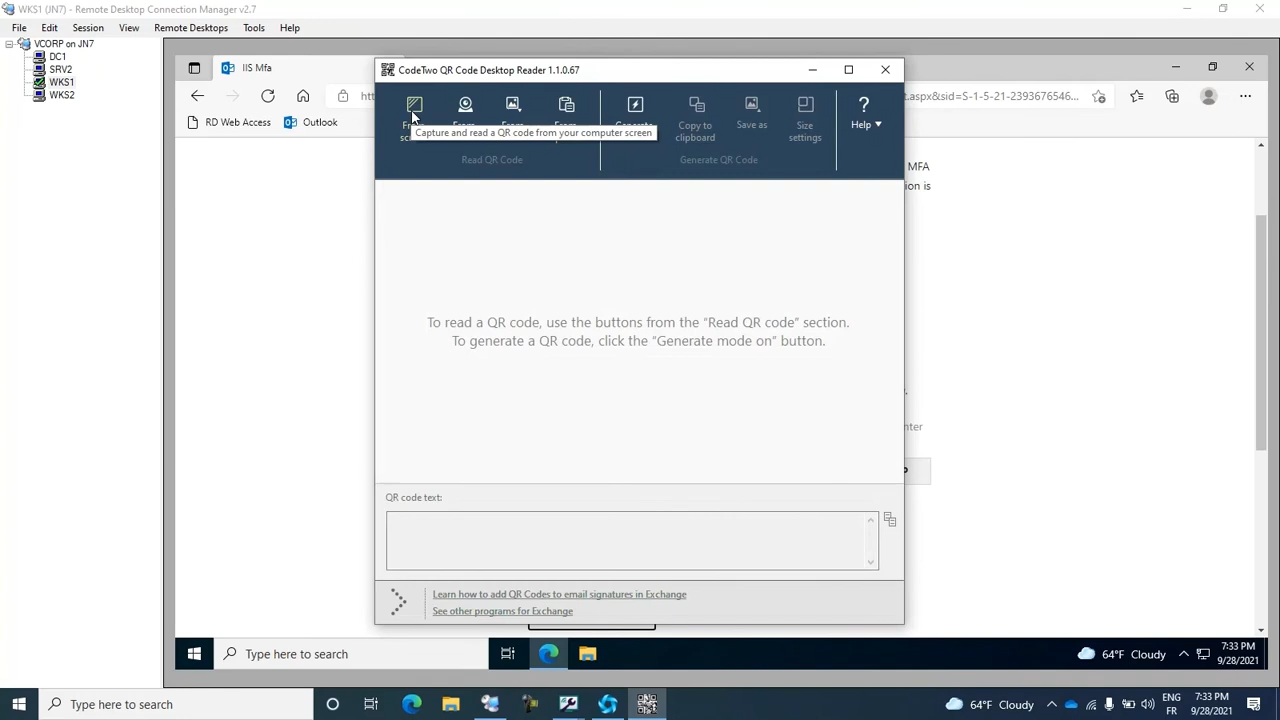 WKS1 (JN7) - Remote Desktop Connection Manager v2.7
File Edit Session View Remote Desktops Tools Help
VCORP on JN7
DC1
SRV2
WKS1
WKS2
IIS Mfa
htt
t.aspx&sid=S-1-5-21-2393676546...
RD Web Access
Outlook
CodeTwo QR Code Desktop Reader 1.1.0.67
Capture and read a QR code from your computer screen
Read QR Code
Copy to clipboard
Save as
Size settings
Generate QR Code
Help
MFA
ion is
To read a QR code, use the buttons from the “Read QR code” section.
To generate a QR code, click the “Generate mode on” button.
nter
QR code text:
Learn how to add QR Codes to email signatures in Exchange
See other programs for Exchange
Type here to search
64°F Cloudy
7:33 PM
9/28/2021
Type here to search
64°F Cloudy
ENG
FR
7:33 PM
9/28/2021